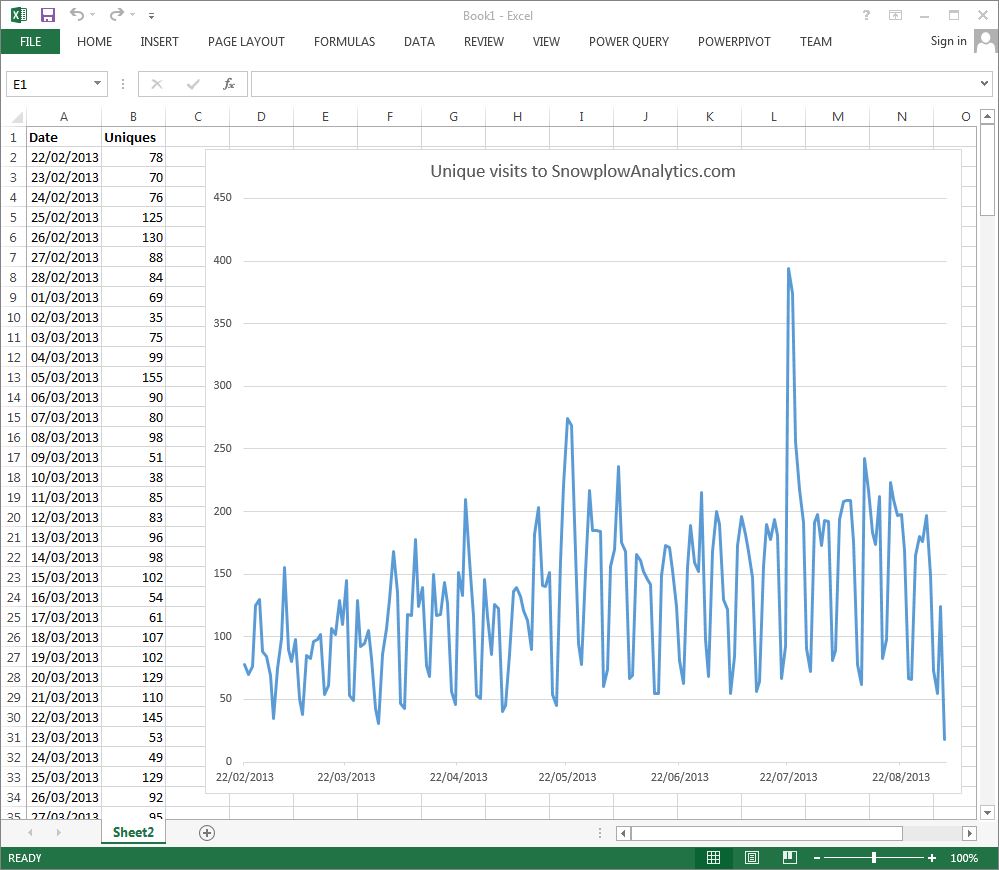 Book1 - Excel
FILE HOME INSERT PAGE LAYOUT FORMULAS DATA REVIEW VIEW POWER QUERY POWERPIVOT TEAM Sign in
E1 fx
A B C D E F G H I J K L M N O
1 Date Uniques
2 22/02/2013 78
3 23/02/2013 70
4 24/02/2013 76
5 25/02/2013 125
6 26/02/2013 130
7 27/02/2013 88
8 28/02/2013 84
9 01/03/2013 69
10 02/03/2013 35
11 03/03/2013 75
12 04/03/2013 99
13 05/03/2013 155
14 06/03/2013 90
15 07/03/2013 80
16 08/03/2013 98
17 09/03/2013 51
18 10/03/2013 38
19 11/03/2013 85
20 12/03/2013 83
21 13/03/2013 96
22 14/03/2013 98
23 15/03/2013 102
24 16/03/2013 54
25 17/03/2013 61
26 18/03/2013 107
27 19/03/2013 102
28 20/03/2013 129
29 21/03/2013 110
30 22/03/2013 145
31 23/03/2013 53
32 24/03/2013 49
33 25/03/2013 129
34 26/03/2013 92
35 27/03/2013 95
Unique visits to SnowplowAnalytics.com
450
400
350
300
250
200
150
100
50
0
22/02/2013 22/03/2013 22/04/2013 22/05/2013 22/06/2013 22/07/2013 22/08/2013
Sheet2
READY 100%